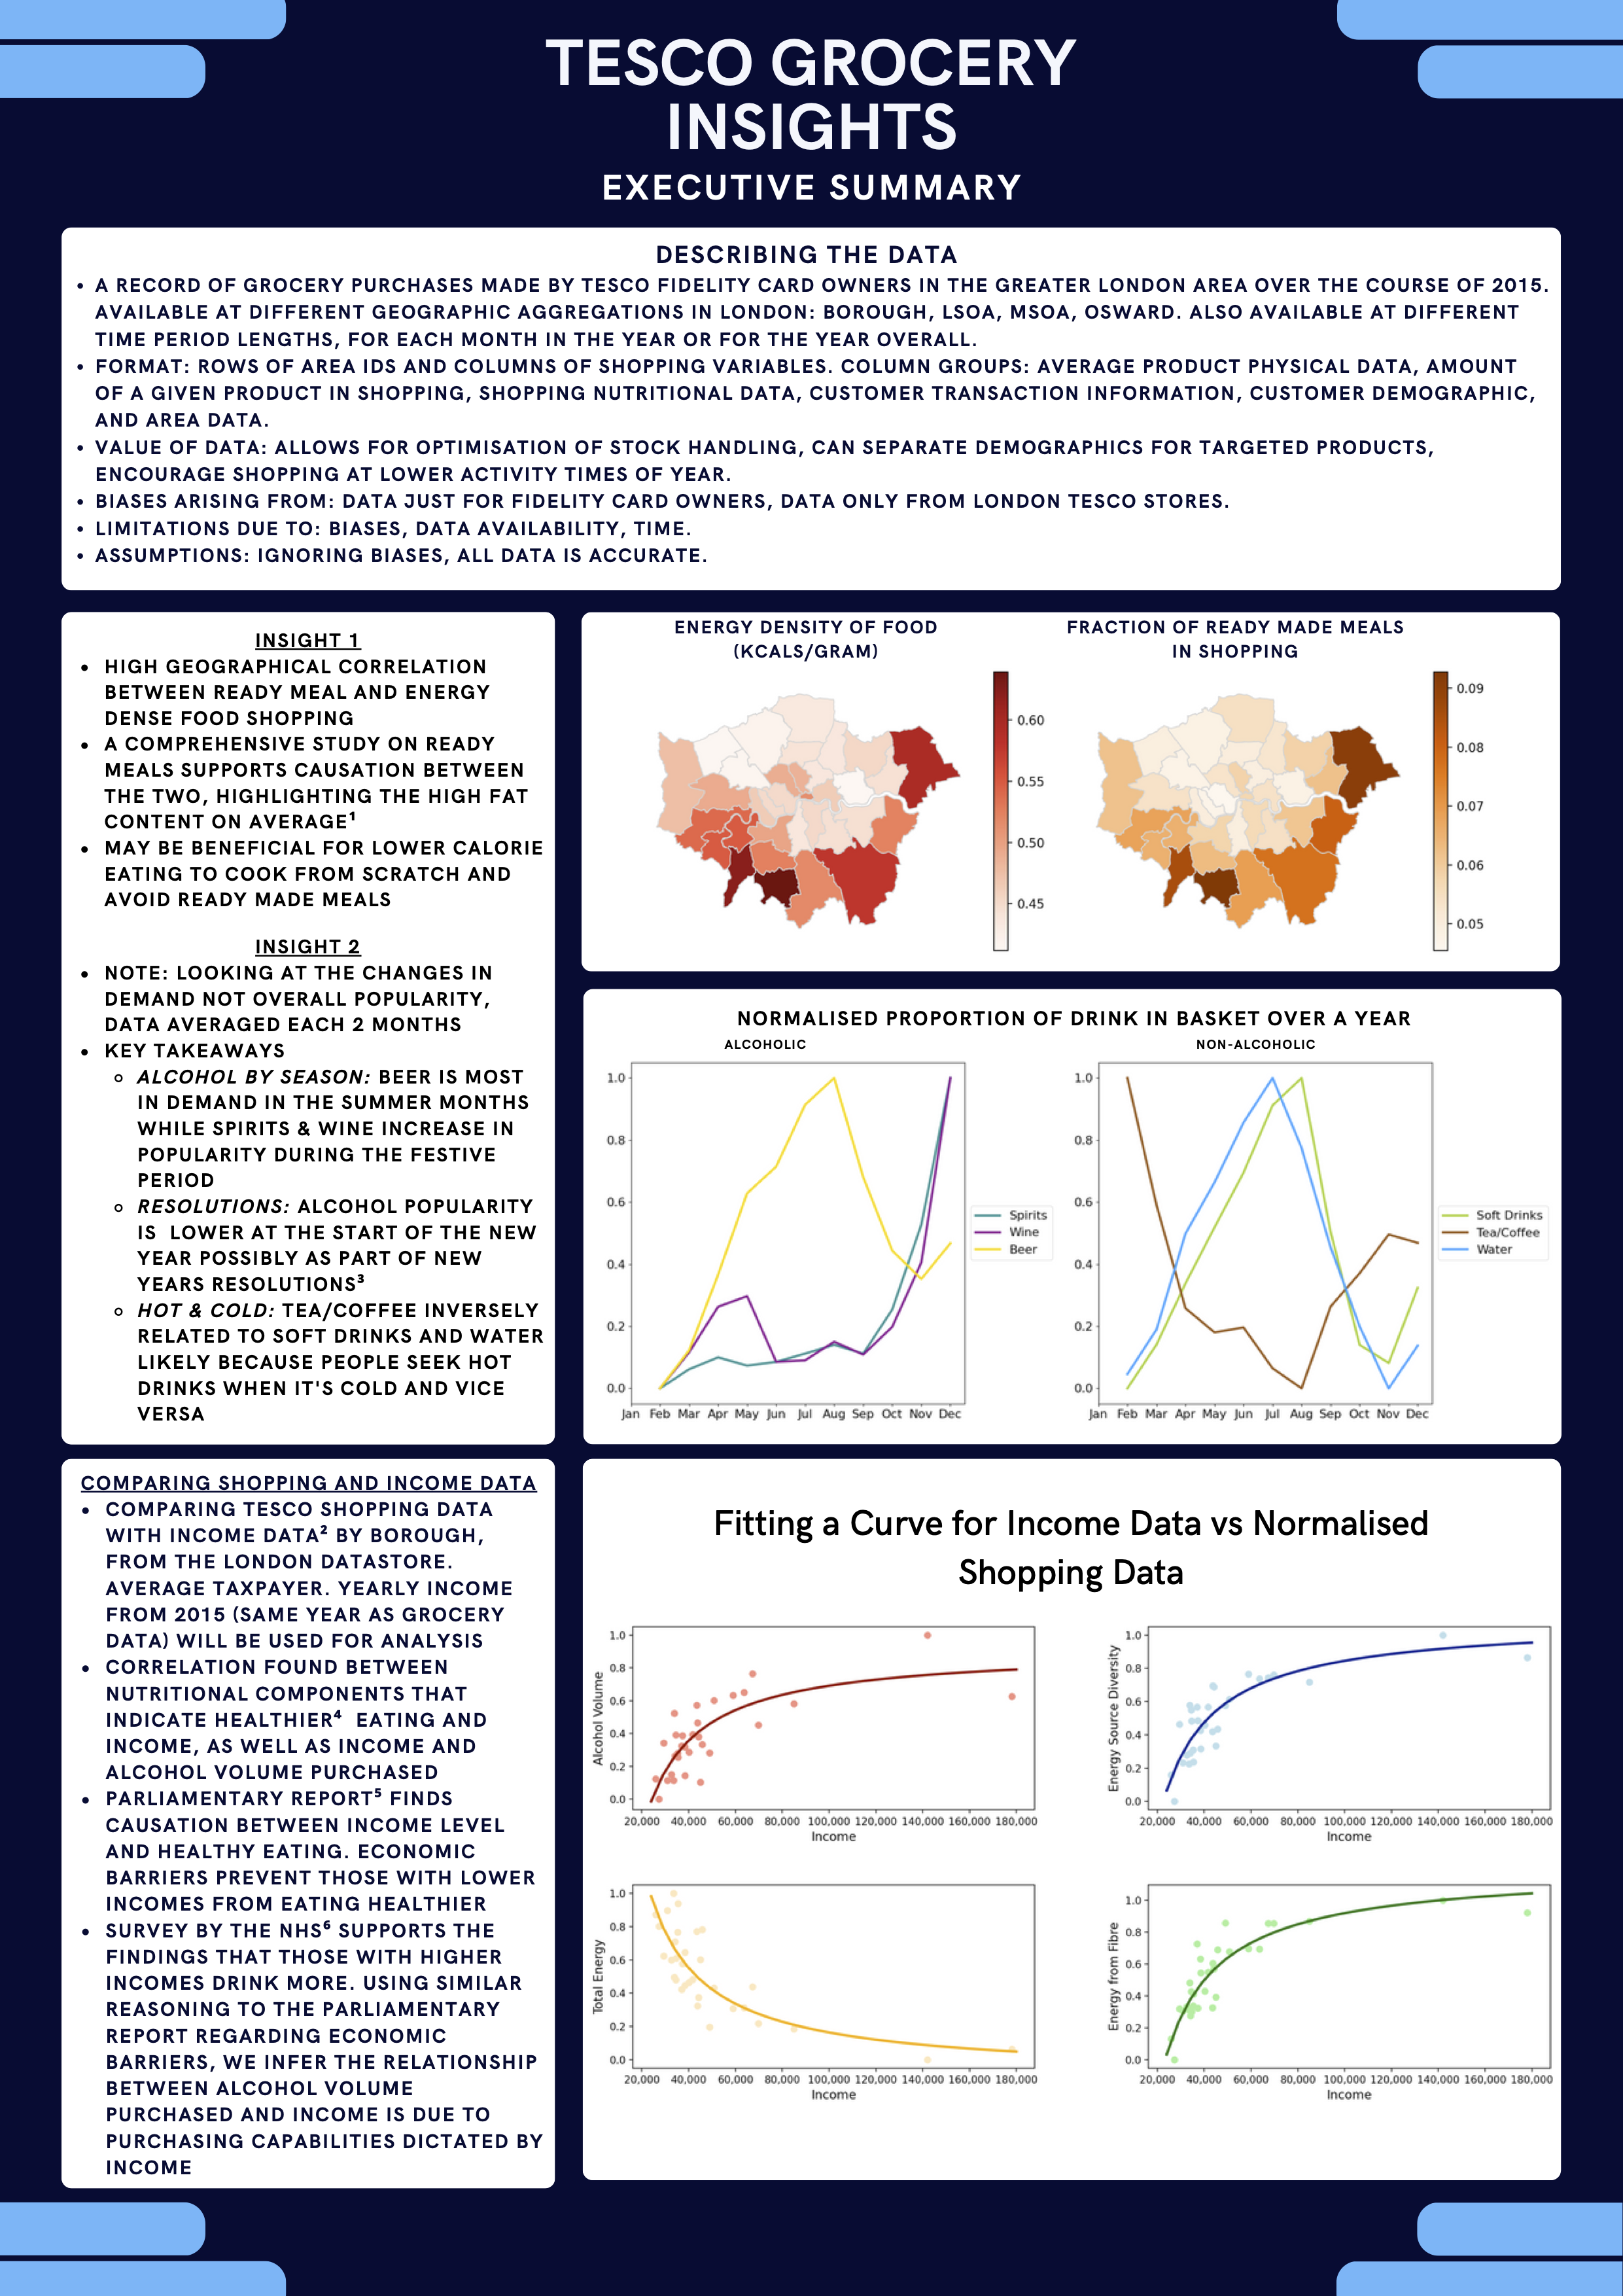 TESCO GROCERY
INSIGHTS
EXECUTIVE SUMMARY
DESCRIBING THE DATA
• A RECORD OF GROCERY PURCHASES MADE BY TESCO FIDELITY CARD OWNERS IN THE GREATER LONDON AREA OVER THE COURSE OF 2015.
AVAILABLE AT DIFFERENT GEOGRAPHIC AGGREGATIONS IN LONDON: BOROUGH, LSOA, MSOA, OSWARD. ALSO AVAILABLE AT DIFFERENT
TIME PERIOD LENGTHS, FOR EACH MONTH IN THE YEAR OR FOR THE YEAR OVERALL.
• FORMAT: ROWS OF AREA IDS AND COLUMNS OF SHOPPING VARIABLES. COLUMN GROUPS: AVERAGE PRODUCT PHYSICAL DATA, AMOUNT
OF A GIVEN PRODUCT IN SHOPPING, SHOPPING NUTRITIONAL DATA, CUSTOMER TRANSACTION INFORMATION, CUSTOMER DEMOGRAPHIC,
AND AREA DATA.
• VALUE OF DATA: ALLOWS FOR OPTIMISATION OF STOCK HANDLING, CAN SEPARATE DEMOGRAPHICS FOR TARGETED PRODUCTS,
ENCOURAGE SHOPPING AT LOWER ACTIVITY TIMES OF YEAR.
• BIASES ARISING FROM: DATA JUST FOR FIDELITY CARD OWNERS, DATA ONLY FROM LONDON TESCO STORES.
• LIMITATIONS DUE TO: BIASES, DATA AVAILABILITY, TIME.
• ASSUMPTIONS: IGNORING BIASES, ALL DATA IS ACCURATE.
INSIGHT 1
• HIGH GEOGRAPHICAL CORRELATION
BETWEEN READY MEAL AND ENERGY
DENSE FOOD SHOPPING
• A COMPREHENSIVE STUDY ON READY
MEALS SUPPORTS CAUSATION BETWEEN
THE TWO, HIGHLIGHTING THE HIGH FAT
CONTENT ON AVERAGE¹
• MAY BE BENEFICIAL FOR LOWER CALORIE
EATING TO COOK FROM SCRATCH AND
AVOID READY MADE MEALS
INSIGHT 2
• NOTE: LOOKING AT THE CHANGES IN
DEMAND NOT OVERALL POPULARITY,
DATA AVERAGED EACH 2 MONTHS
• KEY TAKEAWAYS
○ ALCOHOL BY SEASON: BEER IS MOST
IN DEMAND IN THE SUMMER MONTHS
WHILE SPIRITS & WINE INCREASE IN
POPULARITY DURING THE FESTIVE
PERIOD
○ RESOLUTIONS: ALCOHOL POPULARITY
IS LOWER AT THE START OF THE NEW
YEAR POSSIBLY AS PART OF NEW
YEARS RESOLUTIONS³
○ HOT & COLD: TEA/COFFEE INVERSELY
RELATED TO SOFT DRINKS AND WATER
LIKELY BECAUSE PEOPLE SEEK HOT
DRINKS WHEN IT'S COLD AND VICE
VERSA
ENERGY DENSITY OF FOOD
(KCALS/GRAM)
0.60
0.55
0.50
0.45
FRACTION OF READY MADE MEALS
IN SHOPPING
0.09
0.08
0.07
0.06
0.05
NORMALISED PROPORTION OF DRINK IN BASKET OVER A YEAR
ALCOHOLIC
1.0
0.8
0.6
0.4
0.2
0.0
Jan Feb Mar Apr May Jun Jul Aug Sep Oct Nov Dec
Spirits
Wine
Beer
NON-ALCOHOLIC
1.0
0.8
0.6
0.4
0.2
0.0
Jan Feb Mar Apr May Jun Jul Aug Sep Oct Nov Dec
Soft Drinks
Tea/Coffee
Water
COMPARING SHOPPING AND INCOME DATA
• COMPARING TESCO SHOPPING DATA
WITH INCOME DATA² BY BOROUGH,
FROM THE LONDON DATASTORE.
AVERAGE TAXPAYER. YEARLY INCOME
FROM 2015 (SAME YEAR AS GROCERY
DATA) WILL BE USED FOR ANALYSIS
• CORRELATION FOUND BETWEEN
NUTRITIONAL COMPONENTS THAT
INDICATE HEALTHIER⁴ EATING AND
INCOME, AS WELL AS INCOME AND
ALCOHOL VOLUME PURCHASED
• PARLIAMENTARY REPORT⁵ FINDS
CAUSATION BETWEEN INCOME LEVEL
AND HEALTHY EATING. ECONOMIC
BARRIERS PREVENT THOSE WITH LOWER
INCOMES FROM EATING HEALTHIER
• SURVEY BY THE NHS⁶ SUPPORTS THE
FINDINGS THAT THOSE WITH HIGHER
INCOMES DRINK MORE. USING SIMILAR
REASONING TO THE PARLIAMENTARY
REPORT REGARDING ECONOMIC
BARRIERS, WE INFER THE RELATIONSHIP
BETWEEN ALCOHOL VOLUME
PURCHASED AND INCOME IS DUE TO
PURCHASING CAPABILITIES DICTATED BY
INCOME
Fitting a Curve for Income Data vs Normalised
Shopping Data
Alcohol Volume
1.0
0.8
0.6
0.4
0.2
0.0
20,000 40,000 60,000 80,000 100,000 120,000 140,000 160,000 180,000
Income
Energy Source Diversity
1.0
0.8
0.6
0.4
0.2
0.0
20,000 40,000 60,000 80,000 100,000 120,000 140,000 160,000 180,000
Income
Total Energy
1.0
0.8
0.6
0.4
0.2
0.0
20,000 40,000 60,000 80,000 100,000 120,000 140,000 160,000 180,000
Income
Energy from Fibre
1.0
0.8
0.6
0.4
0.2
0.0
20,000 40,000 60,000 80,000 100,000 120,000 140,000 160,000 180,000
Income